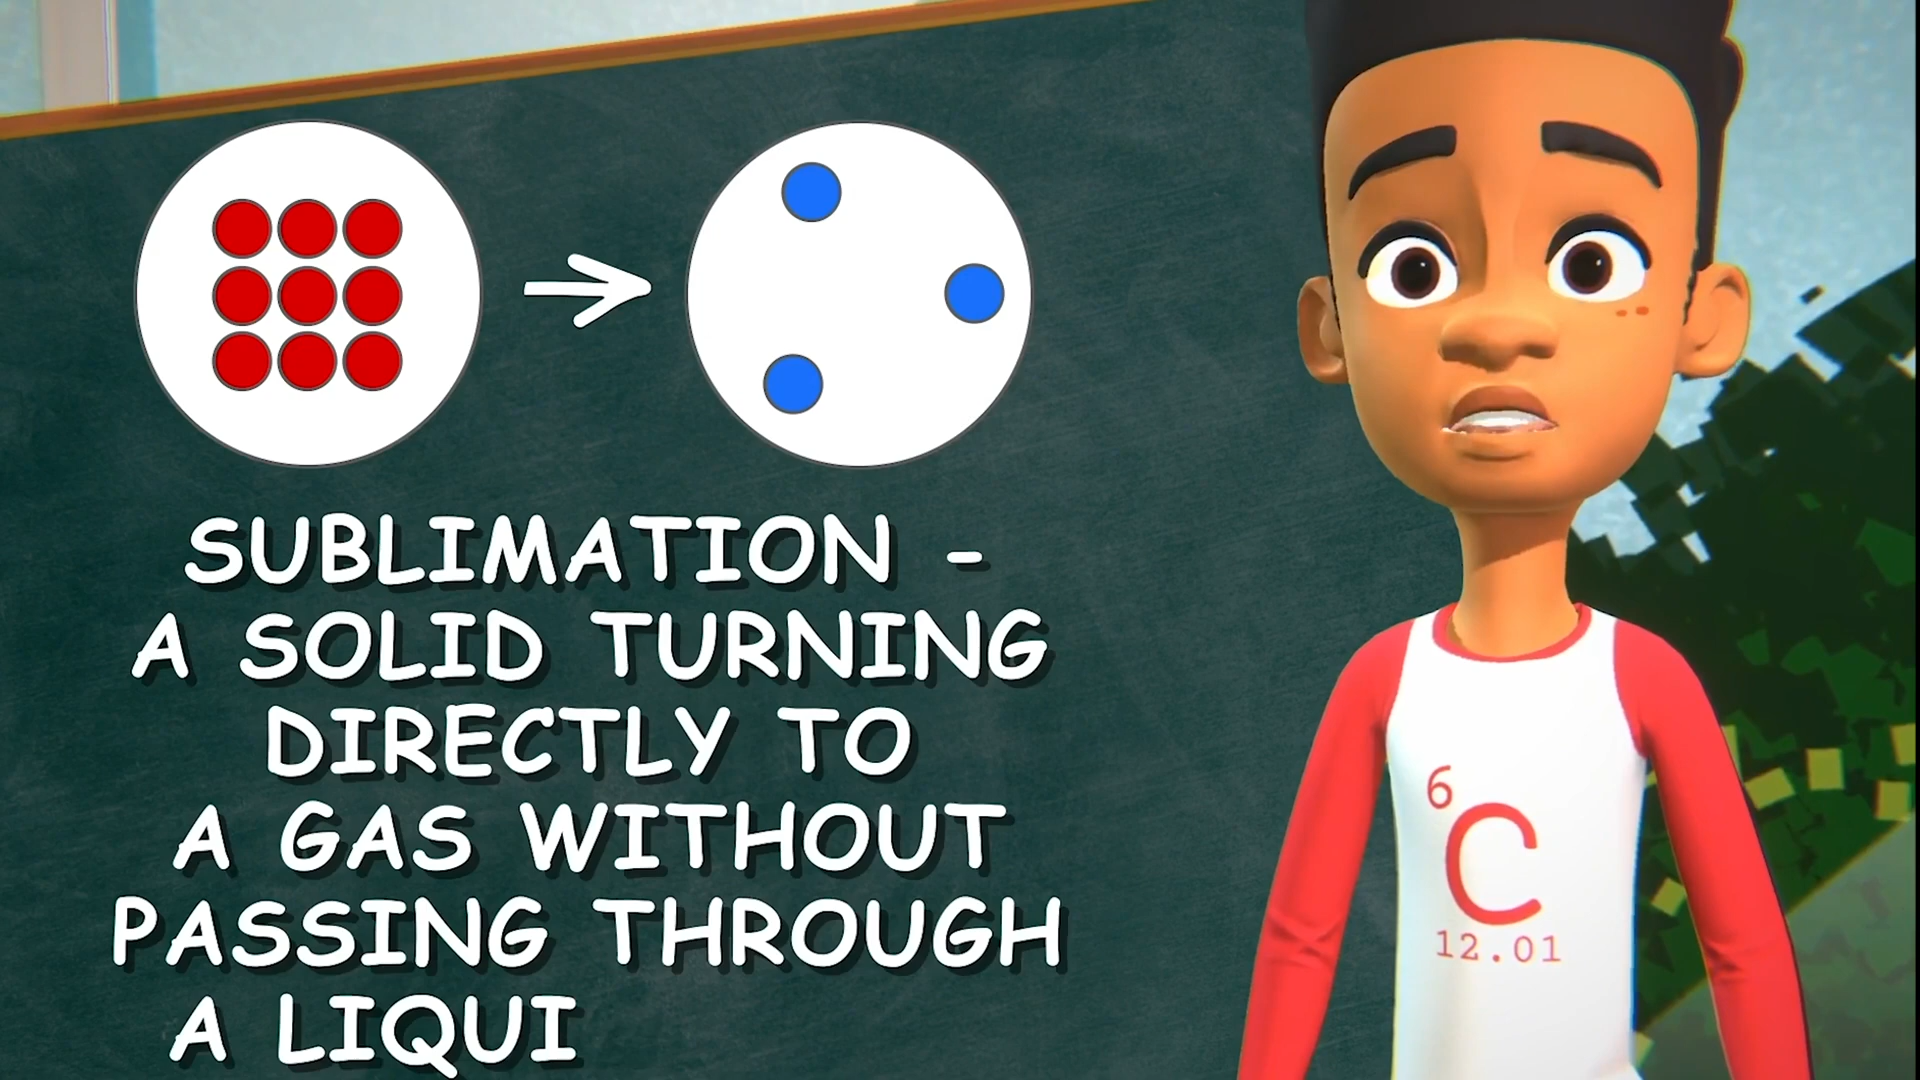 SUBLIMATION -
A SOLID TURNING
DIRECTLY TO
A GAS WITHOUT
PASSING THROUGH
A LIQUI
6
C
12.01